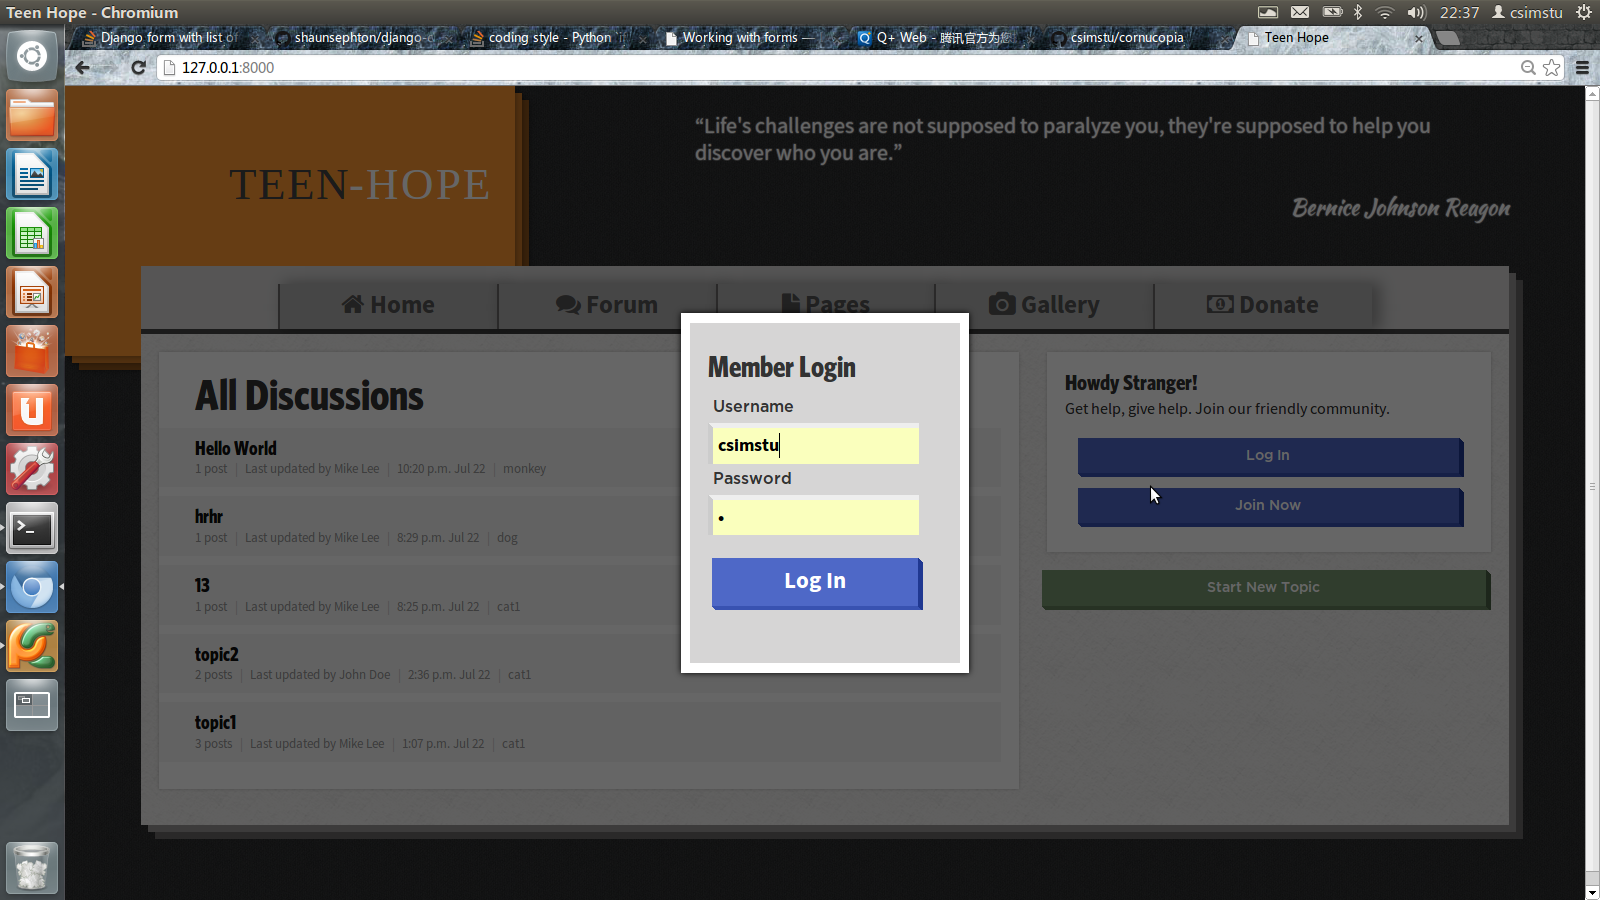 Teen Hope - Chromium
22:37 csimstu
Django form with list of
shaunsephton/django-c
coding style - Python
Working with forms —
Q+ Web - 腾讯官方为您
csimstu/cornucopia
Teen Hope
127.0.0.1:8000
“Life's challenges are not supposed to paralyze you, they're supposed to help you
discover who you are.”
Bernice Johnson Reagon
TEEN-HOPE
Home
Forum
Pages
Gallery
Donate
All Discussions
Hello World
1 post | Last updated by Mike Lee | 10:20 p.m. Jul 22 | monkey
hrhr
1 post | Last updated by Mike Lee | 8:29 p.m. Jul 22 | dog
13
1 post | Last updated by Mike Lee | 8:25 p.m. Jul 22 | cat1
topic2
2 posts | Last updated by John Doe | 2:36 p.m. Jul 22 | cat1
topic1
3 posts | Last updated by Mike Lee | 1:07 p.m. Jul 22 | cat1
Member Login
Username
csimstu
Password
•
Log In
Howdy Stranger!
Get help, give help. Join our friendly community.
Log In
Join Now
Start New Topic